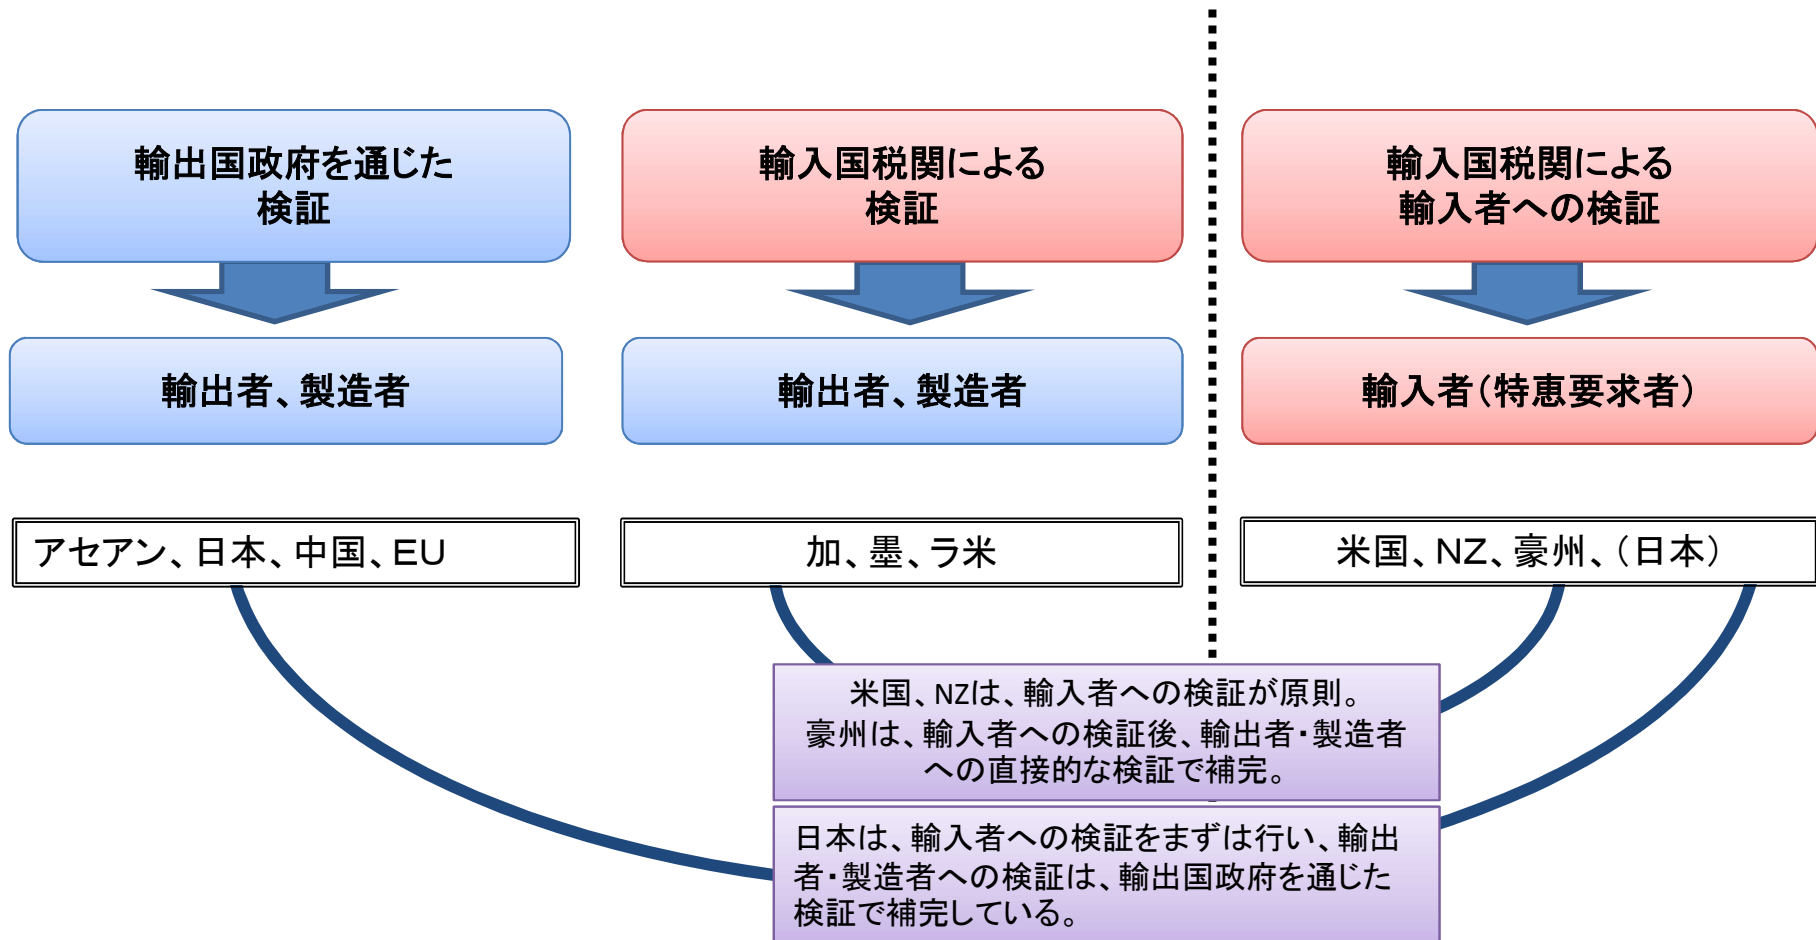 輸出国政府を通じた
検証
輸出者、製造者
アセアン、日本、中国、EU
輸入国税関による
検証
輸出者、製造者
加、墨、ラ米
輸入国税関による
輸入者への検証
輸入者(特恵要求者)
米国、NZ、豪州、(日本)
米国、NZは、輸入者への検証が原則。
豪州は、輸入者への検証後、輸出者・製造者
への直接的な検証で補完。
日本は、輸入者への検証をまずは行い、輸出
者・製造者への検証は、輸出国政府を通じた
検証で補完している。